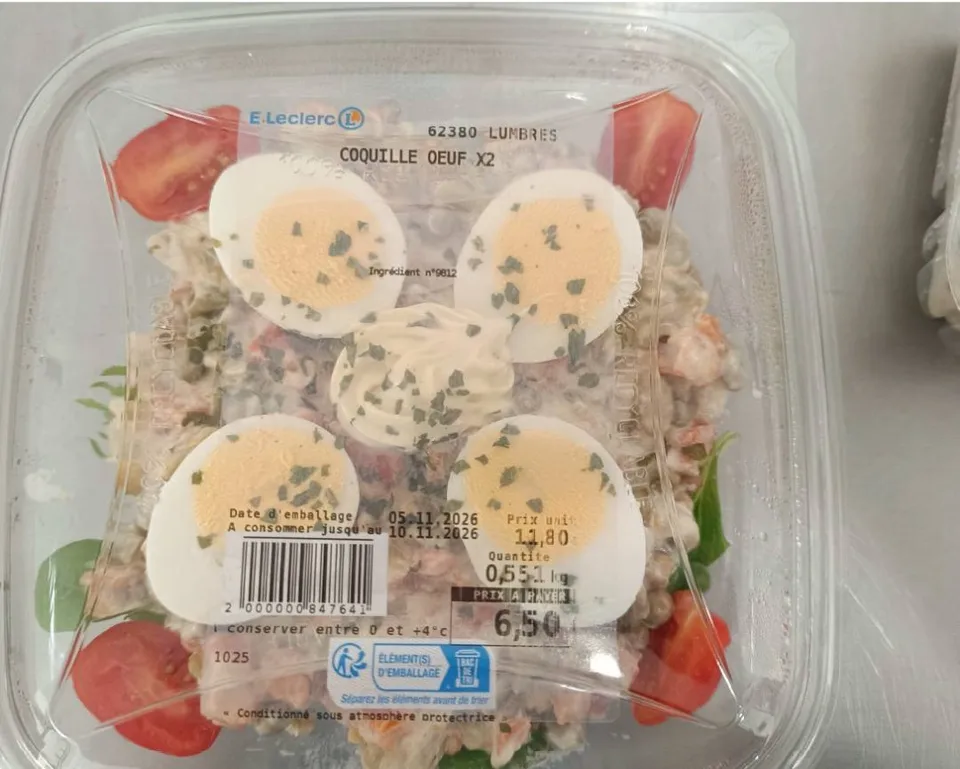 E.Leclerc L
62380 LUMBRES
COQUILLE OEUF X2
Ingrédient n°9812
Date d'emballage 05.11.2026
A consommer jusqu'au 10.11.2026
Prix unit
11,80
Quantite
0,551 kg
PRIX A PAYER
6,50
2 000000 847641
conserver entre 0 et +4°c
1025
ÉLÉMENT(S)
D'EMBALLAGE
BAC
DE
TRI
Séparez les éléments avant de trier
« Conditionné sous atmosphère protectrice »